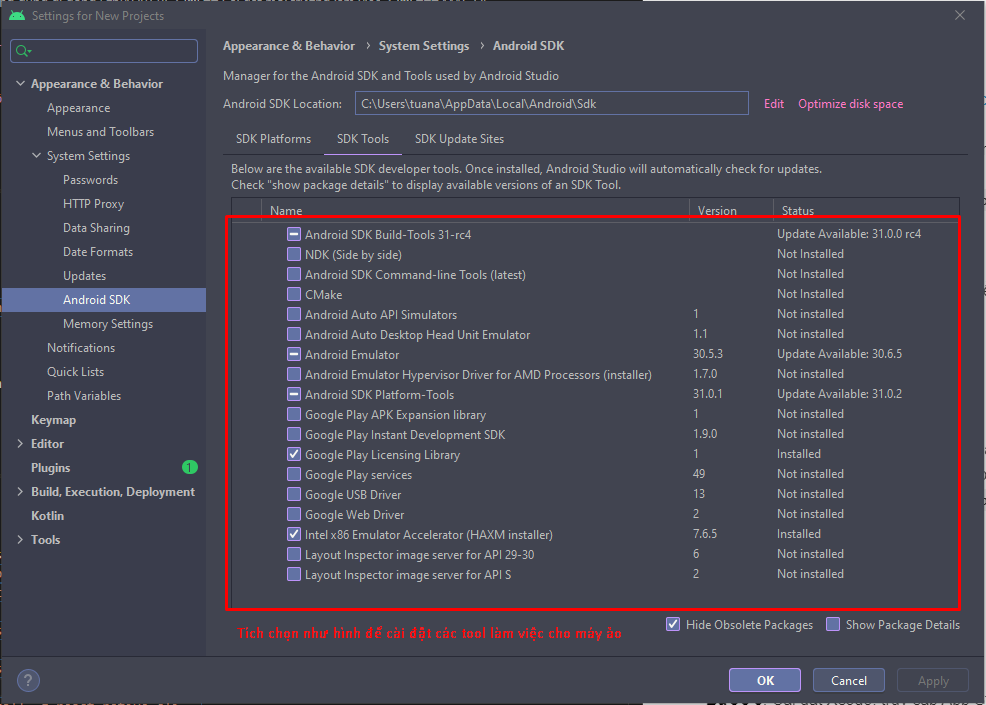 Settings for New Projects
Appearance & Behavior
Appearance
Menus and Toolbars
System Settings
Passwords
HTTP Proxy
Data Sharing
Date Formats
Updates
Android SDK
Memory Settings
Notifications
Quick Lists
Path Variables
Keymap
Editor
Plugins 1
Build, Execution, Deployment
Kotlin
Tools
Appearance & Behavior › System Settings › Android SDK
Manager for the Android SDK and Tools used by Android Studio
Android SDK Location: C:\Users\tuana\AppData\Local\Android\Sdk Edit Optimize disk space
SDK Platforms SDK Tools SDK Update Sites
Below are the available SDK developer tools. Once installed, Android Studio will automatically check for updates.
Check "show package details" to display available versions of an SDK Tool.
Name Version Status
Android SDK Build-Tools 31-rc4 Update Available: 31.0.0 rc4
NDK (Side by side) Not Installed
Android SDK Command-line Tools (latest) Not Installed
CMake Not Installed
Android Auto API Simulators 1 Not installed
Android Auto Desktop Head Unit Emulator 1.1 Not installed
Android Emulator 30.5.3 Update Available: 30.6.5
Android Emulator Hypervisor Driver for AMD Processors (installer) 1.7.0 Not installed
Android SDK Platform-Tools 31.0.1 Update Available: 31.0.2
Google Play APK Expansion library 1 Not installed
Google Play Instant Development SDK 1.9.0 Not installed
Google Play Licensing Library 1 Installed
Google Play services 49 Not installed
Google USB Driver 13 Not installed
Google Web Driver 2 Not installed
Intel x86 Emulator Accelerator (HAXM installer) 7.6.5 Installed
Layout Inspector image server for API 29-30 6 Not installed
Layout Inspector image server for API S 2 Not installed
Tích chọn như hình để cài đặt các tool làm việc cho máy ảo
Hide Obsolete Packages Show Package Details
? OK Cancel Apply